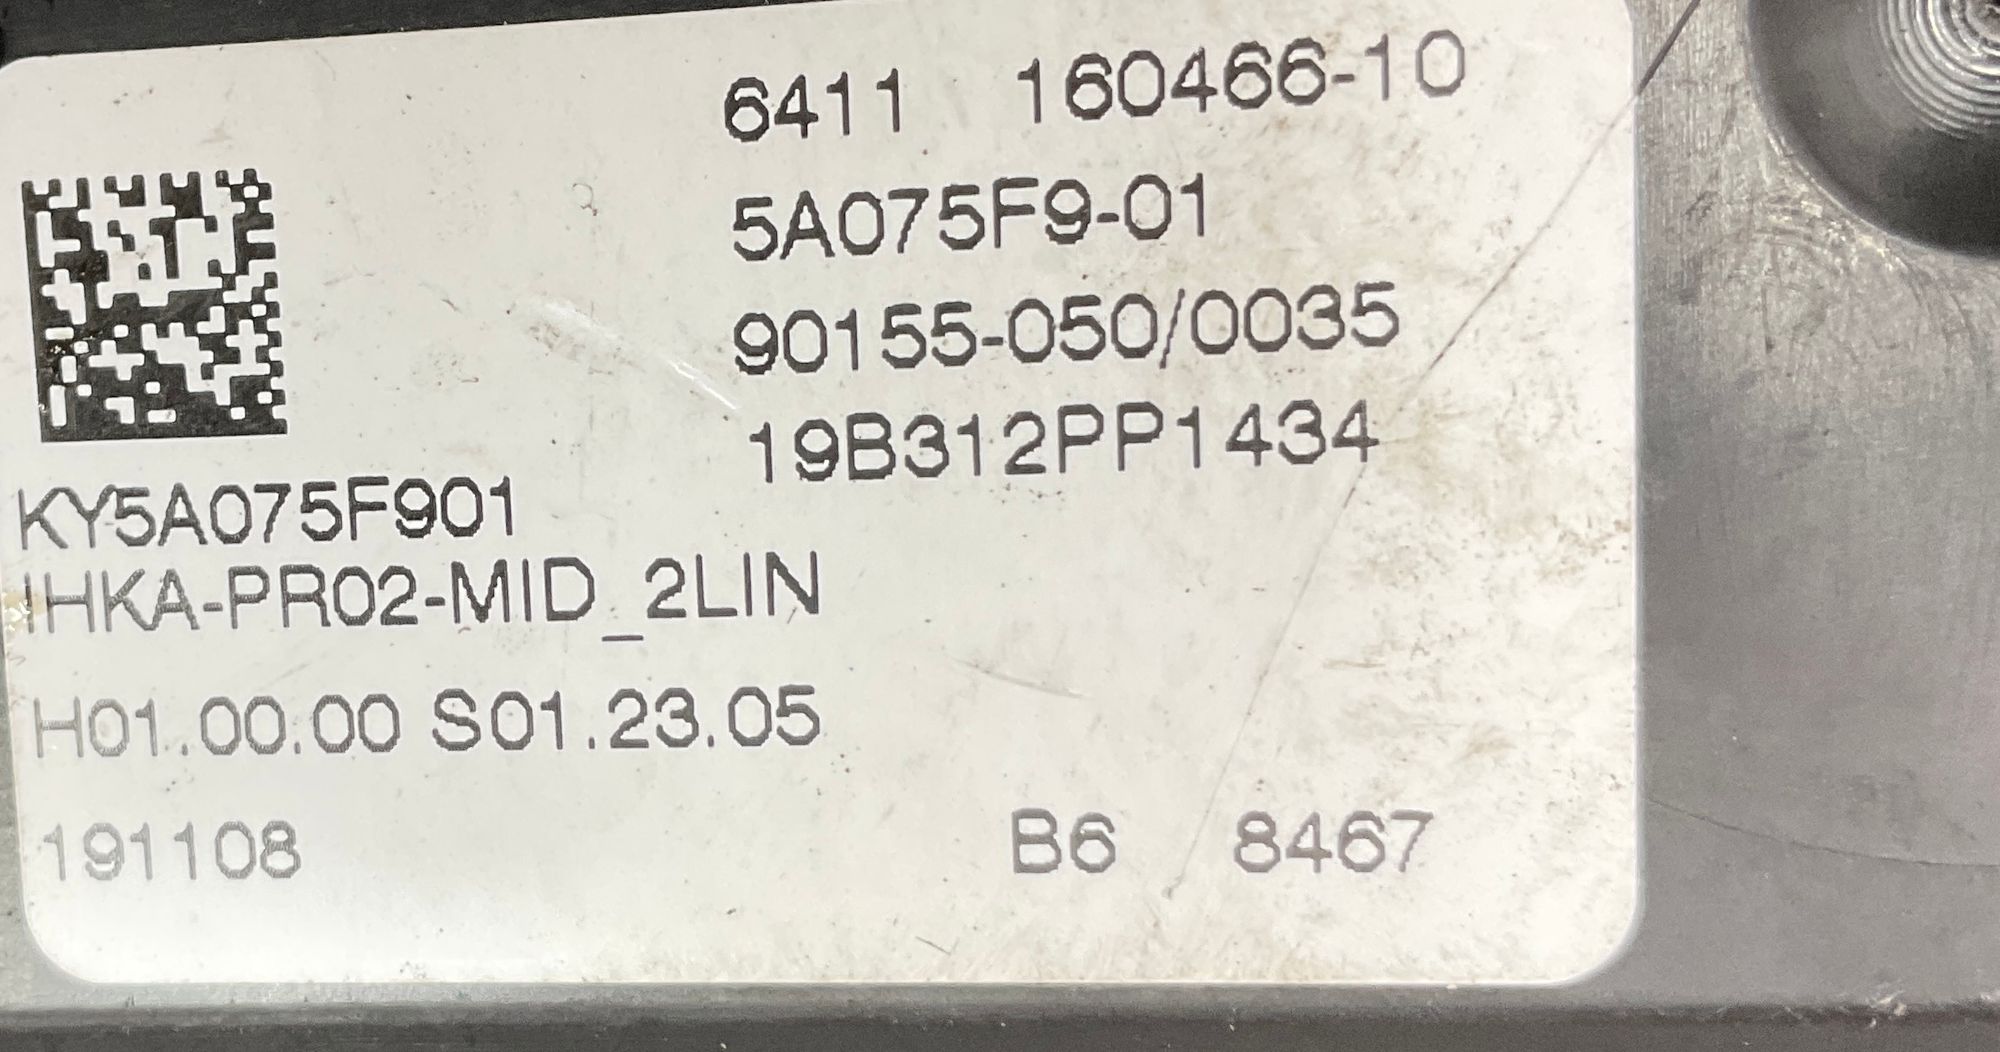 6411 160466-10
5A075F9-01
90155-050/0035
19B312PP1434
KY5A075F901
IHKA-PR02-MID_2LIN
H01.00.00 S01.23.05
191108 B6 8467